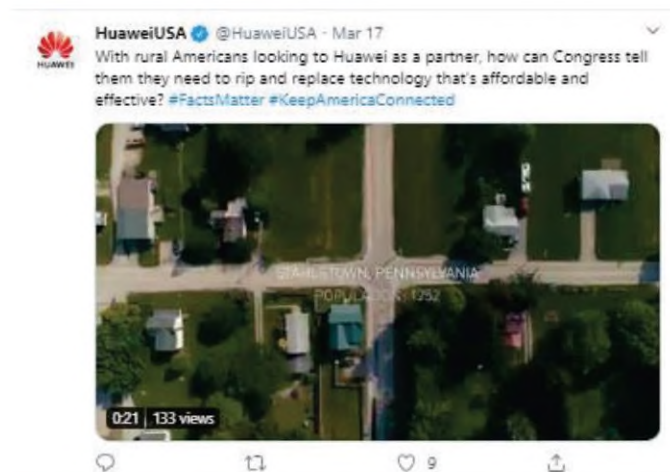 HuaweiUSA @HuaweiUSA · Mar 17
HUAWEI
With rural Americans looking to Huawei as a partner, how can Congress tell
them they need to rip and replace technology that's affordable and
effective? #FactsMatter #KeepAmericaConnected
STAHLSTOWN, PENNSYLVANIA
POPULATION: 1252
0:21 | 133 views
9